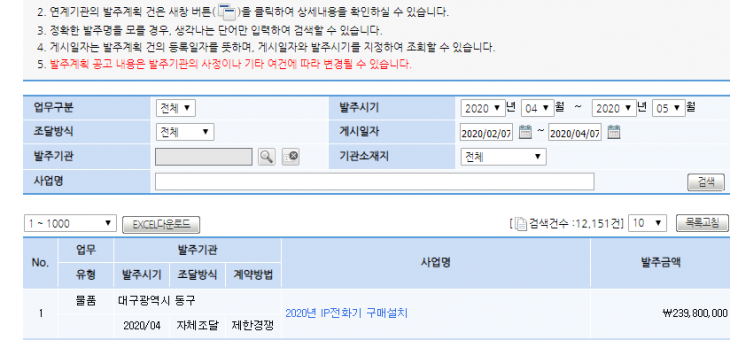 2. 연계기관의 발주계획 건은 새창 버튼( )을 클릭하여 상세내용을 확인하실 수 있습니다.
3. 정확한 발주명을 모를 경우, 생각나는 단어만 입력하여 검색할 수 있습니다.
4. 게시일자는 발주계획 건의 등록일자를 뜻하며, 게시일자와 발주시기를 지정하여 조회할 수 있습니다.
5. 발주계획 공고 내용은 발주기관의 사정이나 기타 여건에 따라 변경될 수 있습니다.
업무구분 전체 ▼ 발주시기 2020 ▼ 년 04 ▼ 월 ~ 2020 ▼ 년 05 ▼ 월
조달방식 전체 ▼ 게시일자 2020/02/07 ~ 2020/04/07
발주기관 기관소재지 전체 ▼
사업명 검색
1 ~ 1000 ▼ EXCEL다운로드 [ 검색건수 :12,151건] 10 ▼ 목록고침
No. 업무 발주기관 사업명 발주금액
유형 발주시기 조달방식 계약방법
1 물품 대구광역시 동구 2020년 IP전화기 구매설치 ₩239,800,000
2020/04 자체조달 제한경쟁